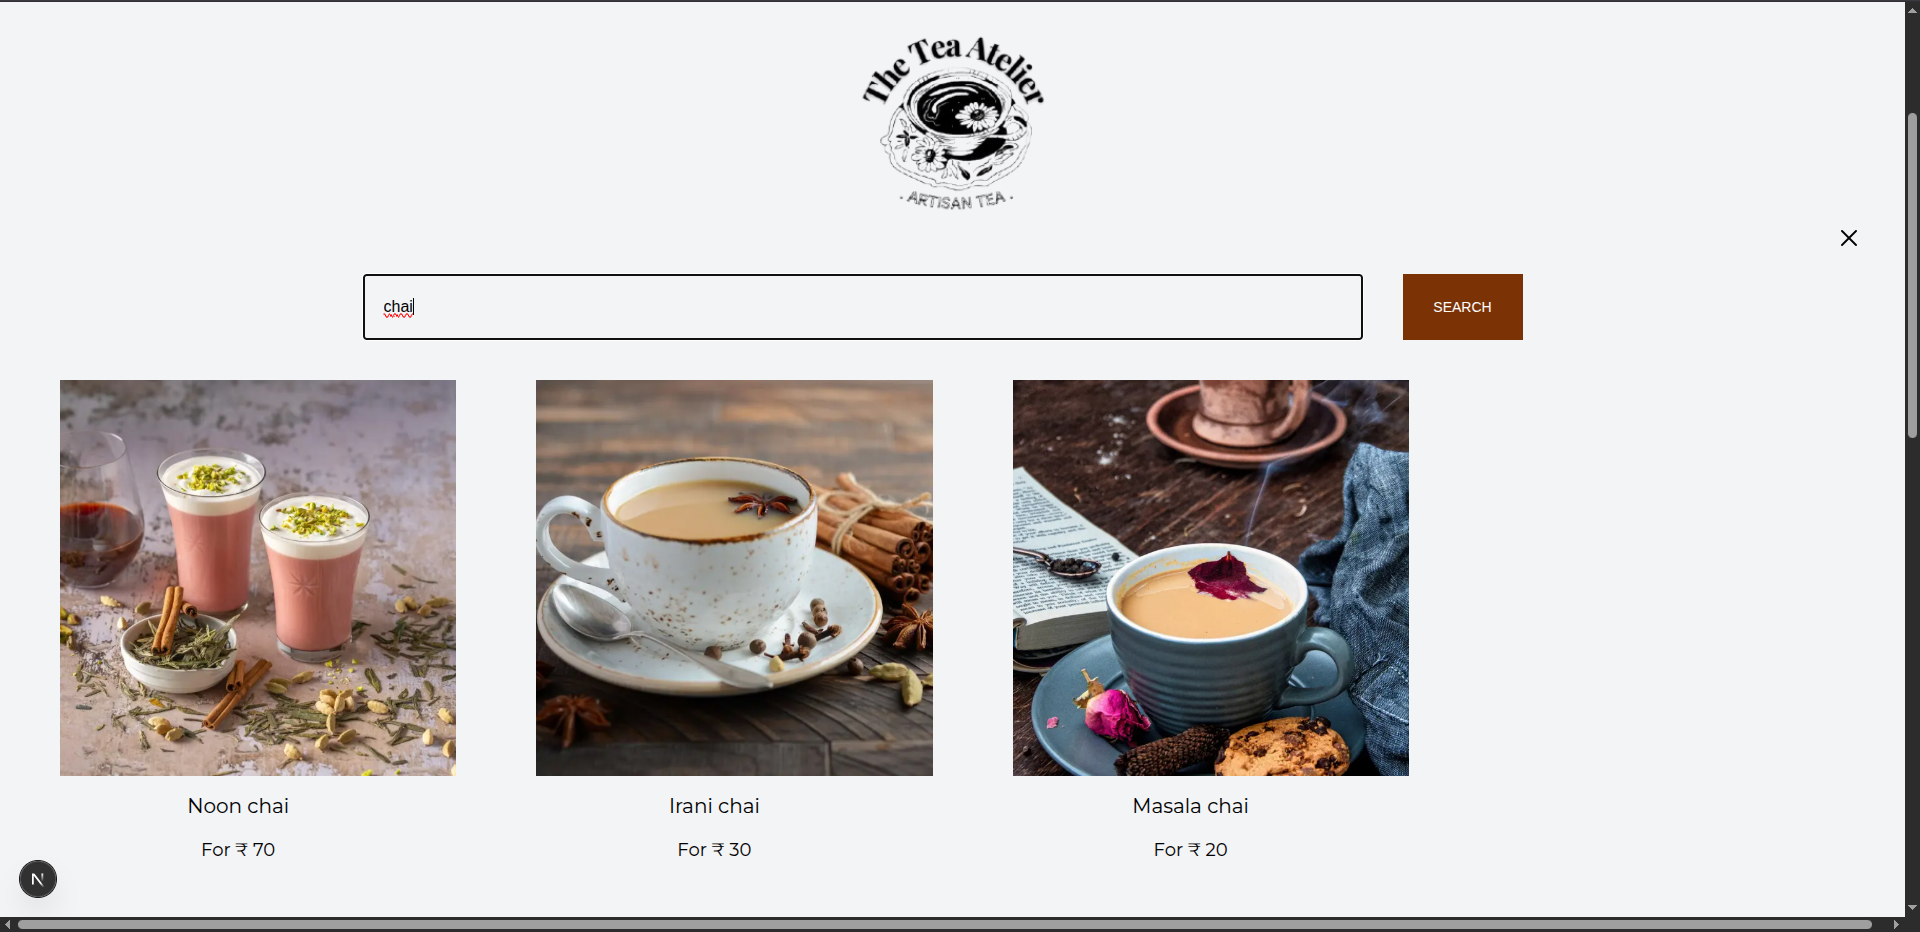 The Tea Atelier
· ARTISAN TEA ·
chai
SEARCH
Noon chai
Irani chai
Masala chai
For ₹ 70
For ₹ 30
For ₹ 20
N